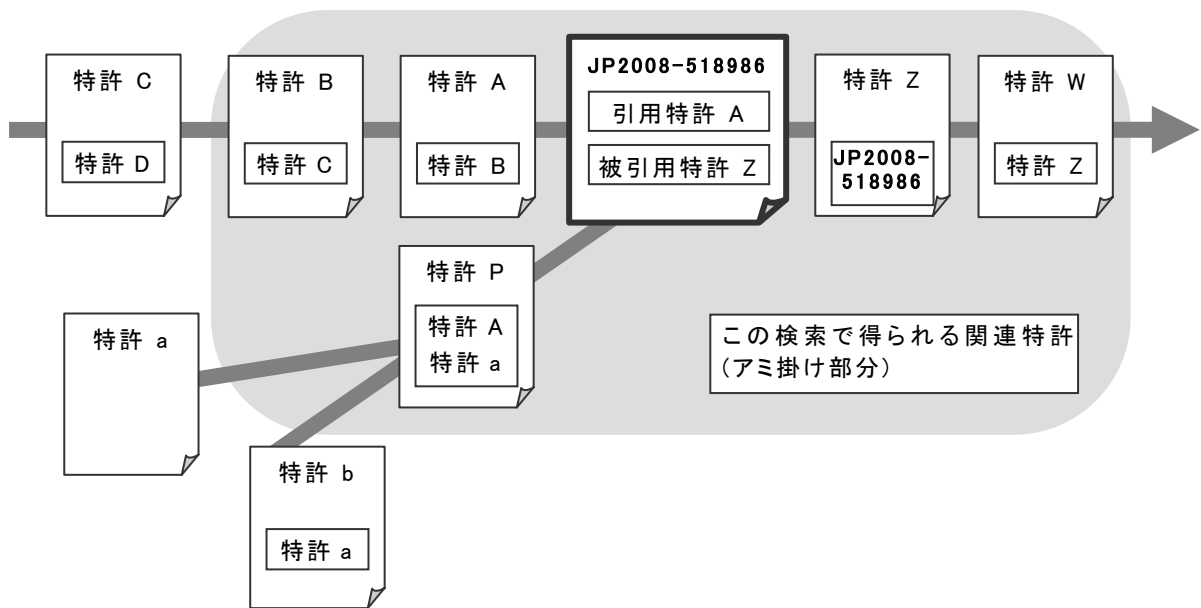 特許 C
特許 D
特許 B
特許 C
特許 A
特許 B
JP2008-518986
引用特許 A
被引用特許 Z
特許 Z
JP2008-
518986
特許 W
特許 Z
特許 P
特許 A
特許 a
特許 a
特許 b
特許 a
この検索で得られる関連特許
(アミ掛け部分)